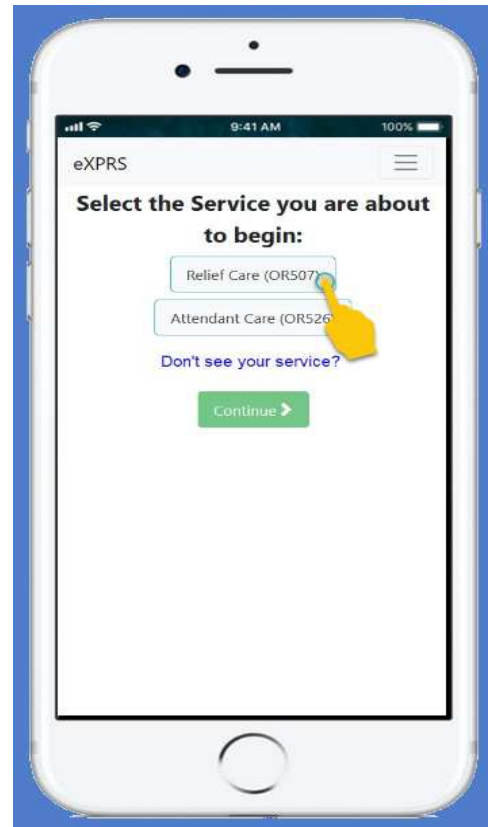 9:41 AM 100%
eXPRS
Select the Service you are about
to begin:
Relief Care (OR507)
Attendant Care (OR526)
Don't see your service?
Continue